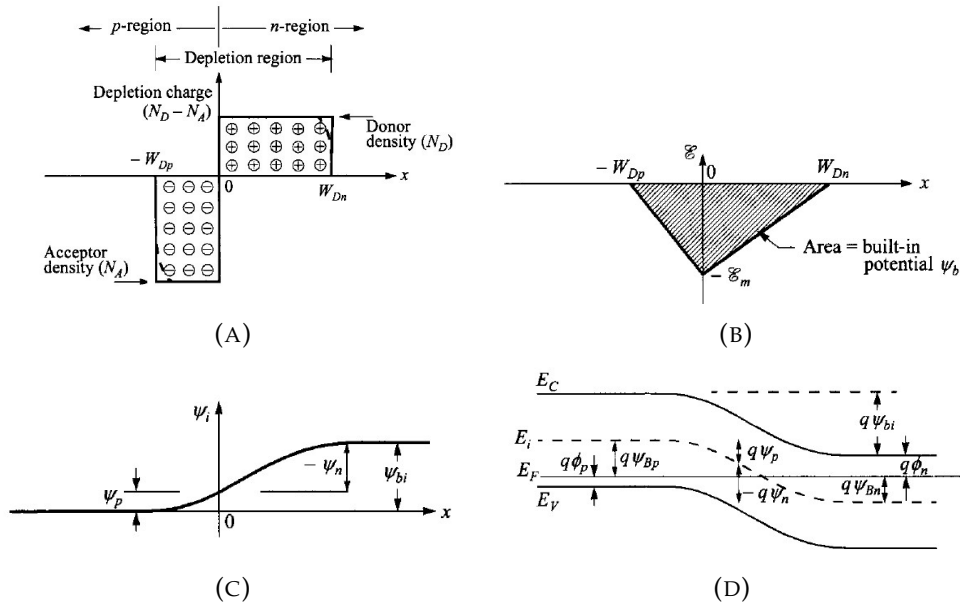 p-region
n-region
Depletion region
Depletion charge
(N_D – N_A)
Donor
density (N_D)
– W_Dp
0
W_Dn
x
Acceptor
density (N_A)
(A)
ℰ
– W_Dp
0
W_Dn
x
Area = built-in
potential ψ_b
– ℰ_m
(B)
ψ_i
ψ_p
– ψ_n
ψ_bi
0
x
(C)
E_C
qψ_bi
E_i
qϕ_p
qψ_Bp
qψ_p
qϕ_n
E_F
– qψ_n
qψ_Bn
E_V
(D)